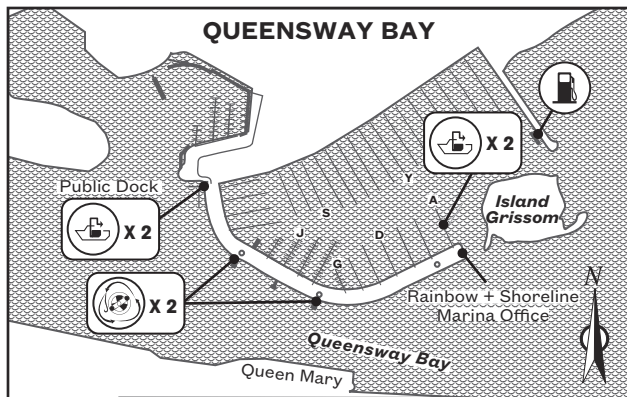 QUEENSWAY BAY
X 2
Y
Public Dock
A
Island
Grissom
S
X 2
J
D
G
X 2
Rainbow + Shoreline
Marina Office
N
Queensway Bay
Queen Mary